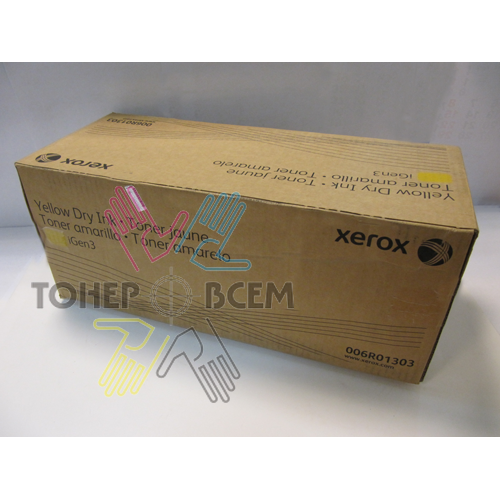 006R01303
xerox
Yellow Dry Ink • Toner jaune
Toner amarillo • Toner amarelo
iGen3
Yellow Dry Ink • Toner Jaune
Toner amarillo • Toner amarelo
iGen3
xerox
ТОНЕР ВСЕМ
006R01303
www.xerox.com